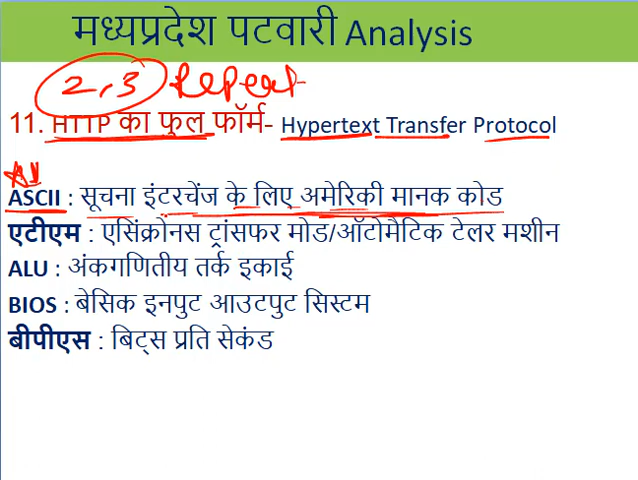 मध्यप्रदेश पटवारी Analysis
2,3 Repeat
11. HTTP का फुल फॉर्म- Hypertext Transfer Protocol
ASCII : सूचना इंटरचेंज के लिए अमेरिकी मानक कोड
एटीएम : एसिंक्रोनस ट्रांसफर मोड/ऑटोमैटिक टेलर मशीन
ALU : अंकगणितीय तर्क इकाई
BIOS : बेसिक इनपुट आउटपुट सिस्टम
बीपीएस : बिट्स प्रति सेकंड